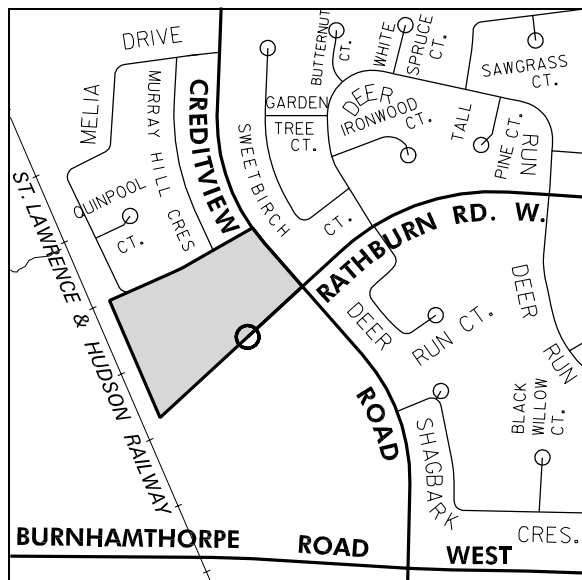 DRIVE
MELIA
MURRAY HILL CRES
CREDITVIEW
QUINPOOL
CT.
ST. LAWRENCE & HUDSON RAILWAY
BUTTERNUT
CT.
WHITE
SPRUCE
CT.
SAWGRASS
CT.
GARDEN
TREE
CT.
DEER
IRONWOOD
CT.
TALL
PINE CT.
RUN
SWEETBIRCH
CT.
RATHBURN RD. W.
DEER
RUN CT.
DEER
RUN
ROAD
SHAGBARK
CRES.
BLACK
WILLOW
CT.
BURNHAMTHORPE ROAD WEST